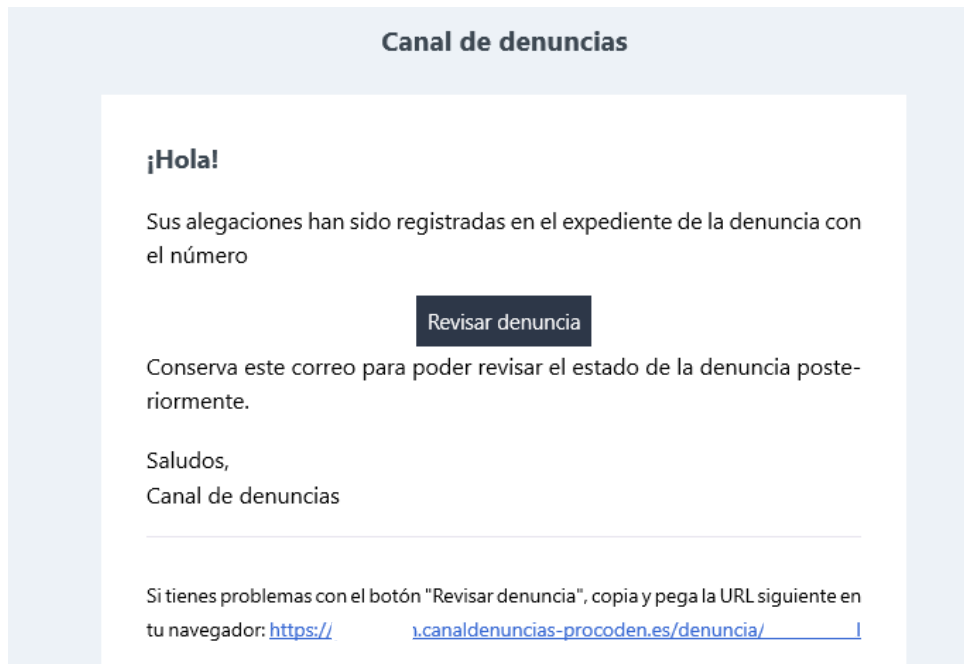 Canal de denuncias
¡Hola!
Sus alegaciones han sido registradas en el expediente de la denuncia con
el número
Revisar denuncia
Conserva este correo para poder revisar el estado de la denuncia poste-
riormente.
Saludos,
Canal de denuncias
Si tienes problemas con el botón "Revisar denuncia", copia y pega la URL siguiente en
tu navegador: https:// .canaldenuncias-procoden.es/denuncia/